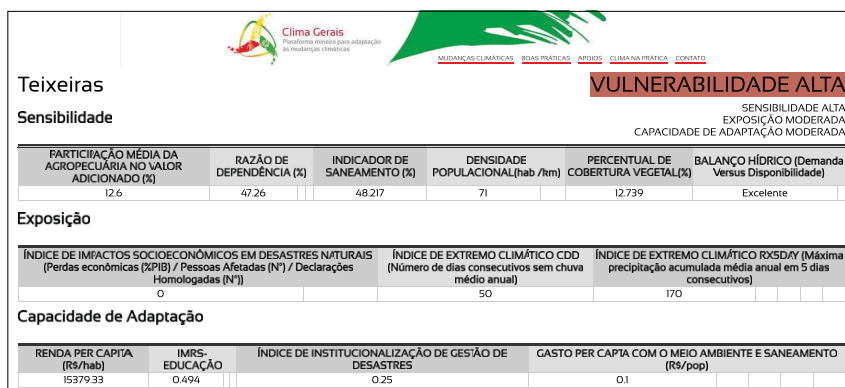 Clima Gerais
Plataforma mineira para adaptação
às mudanças climáticas
MUDANÇAS CLIMÁTICAS BOAS PRÁTICAS APOIOS CLIMA NA PRÁTICA CONTATO
Teixeiras
VULNERABILIDADE ALTA
SENSIBILIDADE ALTA
EXPOSIÇÃO MODERADA
CAPACIDADE DE ADAPTAÇÃO MODERADA
Sensibilidade
PARTICIPAÇÃO MÉDIA DA
AGROPECUÁRIA NO VALOR
ADICIONADO (%)
RAZÃO DE
DEPENDÊNCIA (%)
INDICADOR DE
SANEAMENTO (%)
DENSIDADE
POPULACIONAL(hab /km)
PERCENTUAL DE
COBERTURA VEGETAL(%)
BALANÇO HÍDRICO (Demanda
Versus Disponibilidade)
12.6 47.26 48.217 71 12.739 Excelente
Exposição
ÍNDICE DE IMPACTOS SOCIOECONÔMICOS EM DESASTRES NATURAIS
(Perdas econômicas (%PIB) / Pessoas Afetadas (N°) / Declarações
Homologadas (N°))
ÍNDICE DE EXTREMO CLIMÁTICO CDD
(Número de dias consecutivos sem chuva
médio anual)
ÍNDICE DE EXTREMO CLIMÁTICO RX5DAY (Máxima
precipitação acumulada média anual em 5 dias
consecutivos)
0 50 170
Capacidade de Adaptação
RENDA PER CAPITA
(R$/hab)
IMRS-
EDUCAÇÃO
ÍNDICE DE INSTITUCIONALIZAÇÃO DE GESTÃO DE
DESASTRES
GASTO PER CAPTA COM O MEIO AMBIENTE E SANEAMENTO
(R$/pop)
15379.33 0.494 0.25 0.1